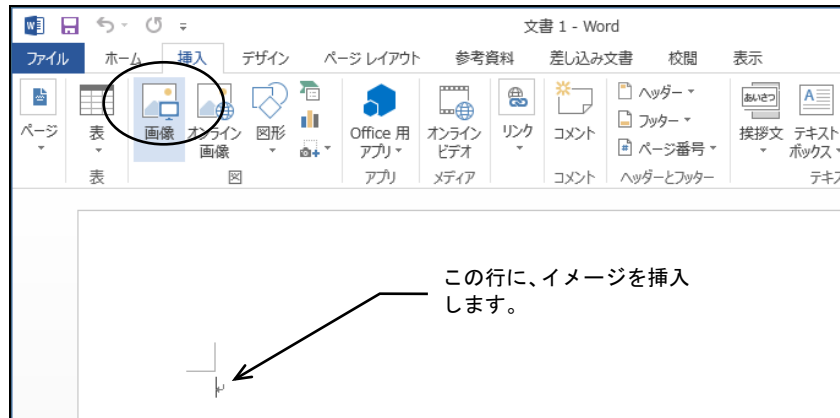 文書 1 - Word
ファイル ホーム 挿入 デザイン ページ レイアウト 参考資料 差し込み文書 校閲 表示
ページ
表
画像
オンライン
画像
図形
Office 用
アプリ
オンライン
ビデオ
リンク
コメント
ヘッダー
フッター
# ページ番号
あいさつ
挨拶文
A
テキスト
ボックス
表 図 アプリ メディア コメント ヘッダーとフッター テキ
この行に、イメージを挿入
します。